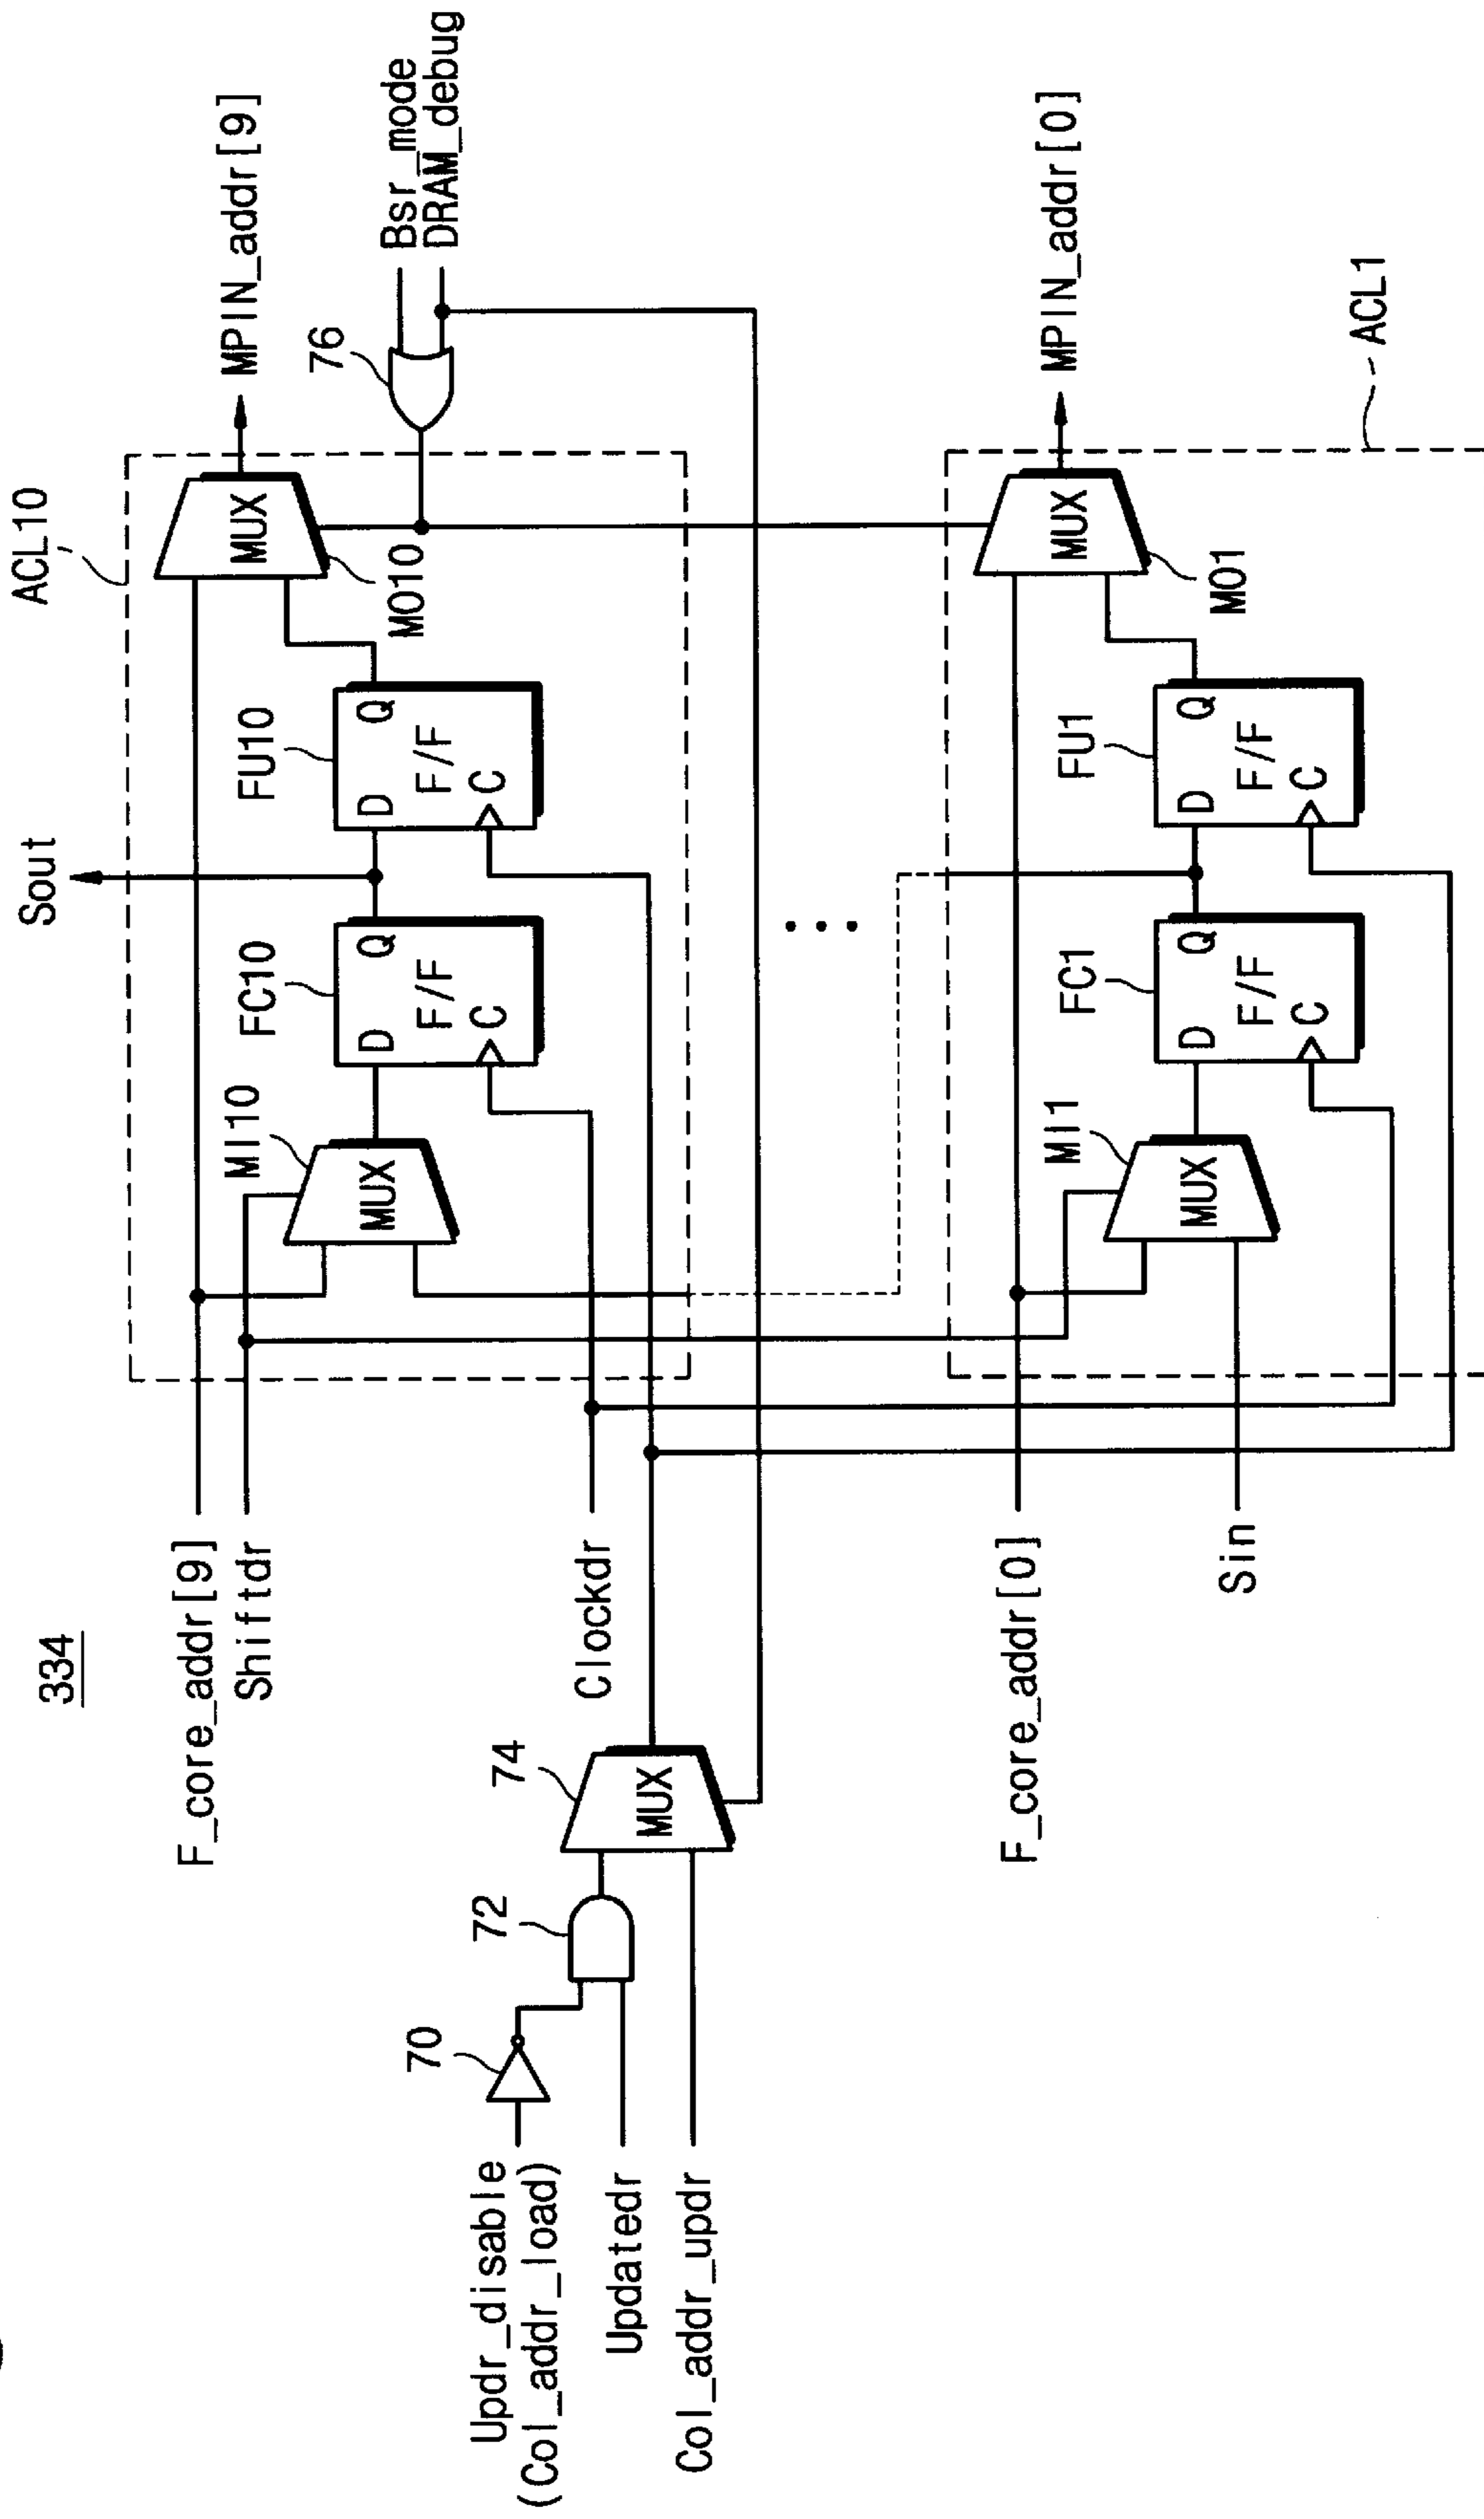 334
ACL10
Sout
F_core_addr[9]
Shiftdr
MI10
FC10
FU10
MUX
MPIN_addr[9]
MUX
D Q
F/F
C
D Q
F/F
C
MO10
76
Bsr_mode
DRAM_debug
Updr_disable
(Col_addr_load)
70
72
74
Clockdr
Updatedr
Col_addr_updr
MUX
F_core_addr[0]
Sin
MI1
FC1
FU1
MUX
MPIN_addr[0]
MUX
D Q
F/F
C
D Q
F/F
C
MO1
ACL1